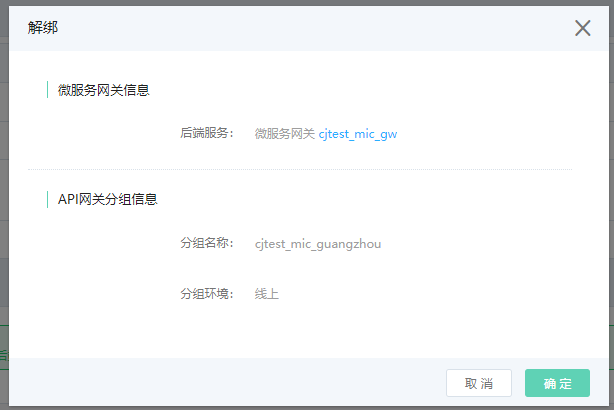 解绑
微服务网关信息
后端服务： 微服务网关 cjtest_mic_gw
API网关分组信息
分组名称： cjtest_mic_guangzhou
分组环境： 线上
取 消 确 定